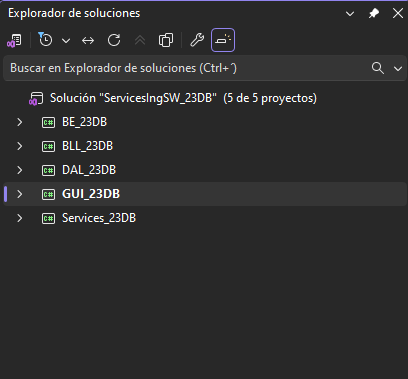 Explorador de soluciones
Buscar en Explorador de soluciones (Ctrl+´)
Solución "ServicesIngSW_23DB" (5 de 5 proyectos)
C# BE_23DB
C# BLL_23DB
C# DAL_23DB
C# GUI_23DB
C# Services_23DB